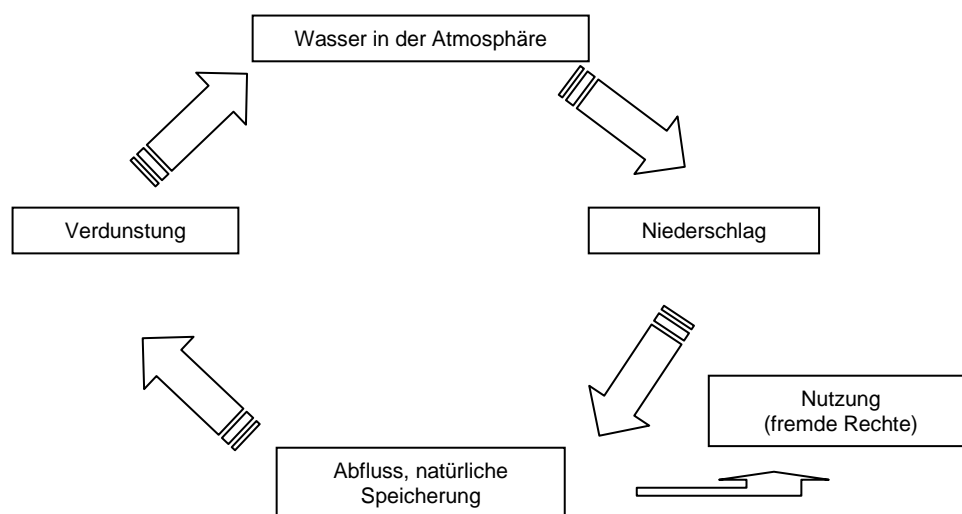 Wasser in der Atmosphäre
Verdunstung
Niederschlag
Nutzung
(fremde Rechte)
Abfluss, natürliche
Speicherung